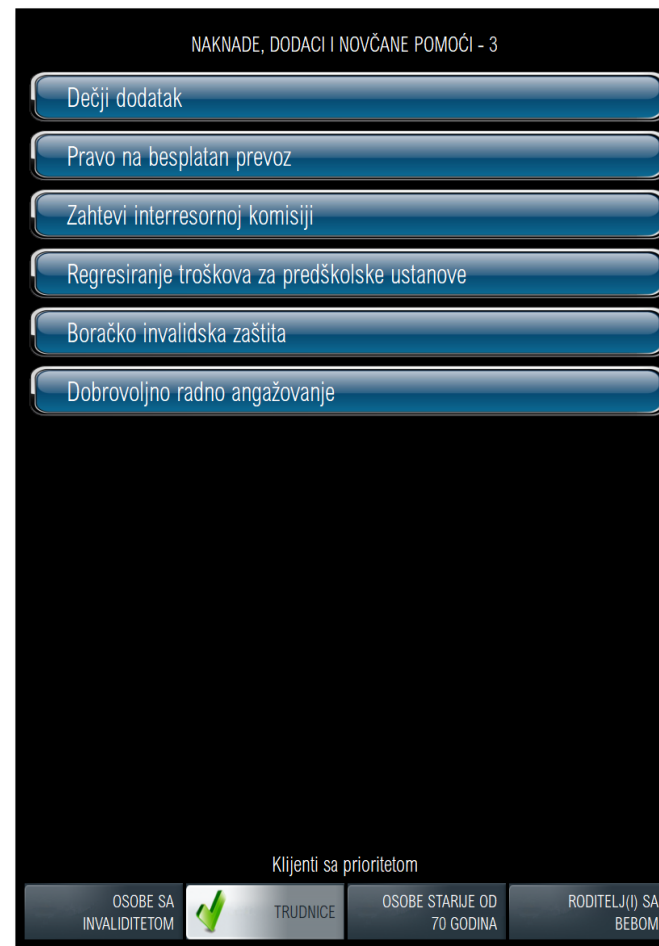 NAKNADE, DODACI I NOVČANE POMOĆI - 3
Dečji dodatak
Pravo na besplatan prevoz
Zahtevi interresornoj komisiji
Regresiranje troškova za predškolske ustanove
Boračko invalidska zaštita
Dobrovoljno radno angažovanje
Klijenti sa prioritetom
OSOBE SA
INVALIDITETOM
TRUDNICE
OSOBE STARIJE OD
70 GODINA
RODITELJ(I) SA
BEBOM